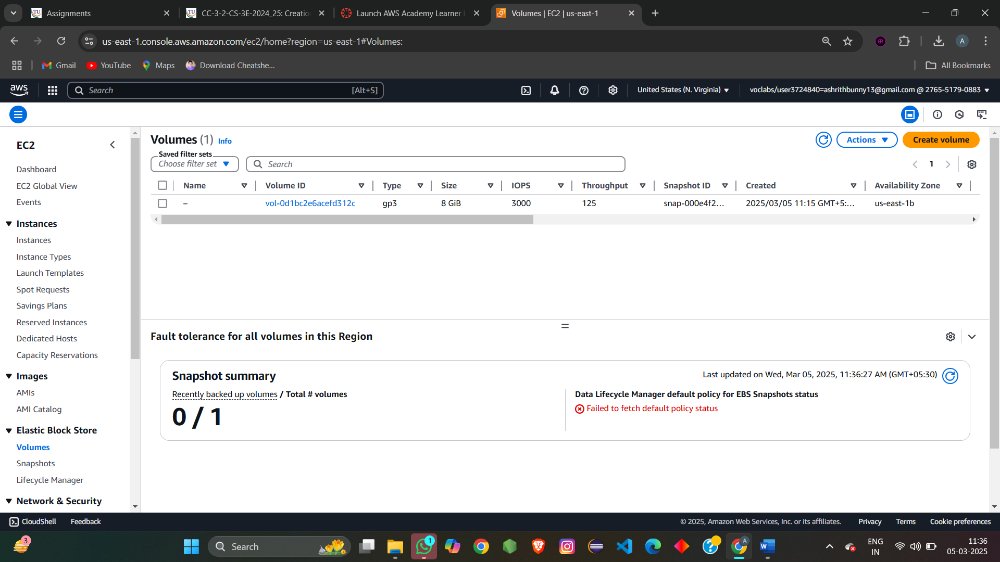 Assignments
CC-3-2-CS-3E-2024_25: Creatio
Launch AWS Academy Learner L
Volumes | EC2 | us-east-1
us-east-1.console.aws.amazon.com/ec2/home?region=us-east-1#Volumes:
A
Gmail
YouTube
Maps
Download Cheatshe...
All Bookmarks
aws
Search
[Alt+S]
United States (N. Virginia)
voclabs/user3724840=ashrithbunny13@gmail.com @ 2765-5179-0883
EC2
Dashboard
EC2 Global View
Events
Instances
Instances
Instance Types
Launch Templates
Spot Requests
Savings Plans
Reserved Instances
Dedicated Hosts
Capacity Reservations
Images
AMIs
AMI Catalog
Elastic Block Store
Volumes
Snapshots
Lifecycle Manager
Network & Security
Volumes (1) Info
Actions
Create volume
Saved filter sets
Choose filter set
Search
1
Name Volume ID Type Size IOPS Throughput Snapshot ID Created Availability Zone
– vol-0d1bc2e6acefd312c gp3 8 GiB 3000 125 snap-000e4f2... 2025/03/05 11:15 GMT+5:... us-east-1b
Fault tolerance for all volumes in this Region
Snapshot summary
Last updated on Wed, Mar 05, 2025, 11:36:27 AM (GMT+05:30)
Recently backed up volumes / Total # volumes
0 / 1
Data Lifecycle Manager default policy for EBS Snapshots status
Failed to fetch default policy status
CloudShell
Feedback
© 2025, Amazon Web Services, Inc. or its affiliates.
Privacy
Terms
Cookie preferences
3
Search
1
A
ENG
IN
11:36
05-03-2025